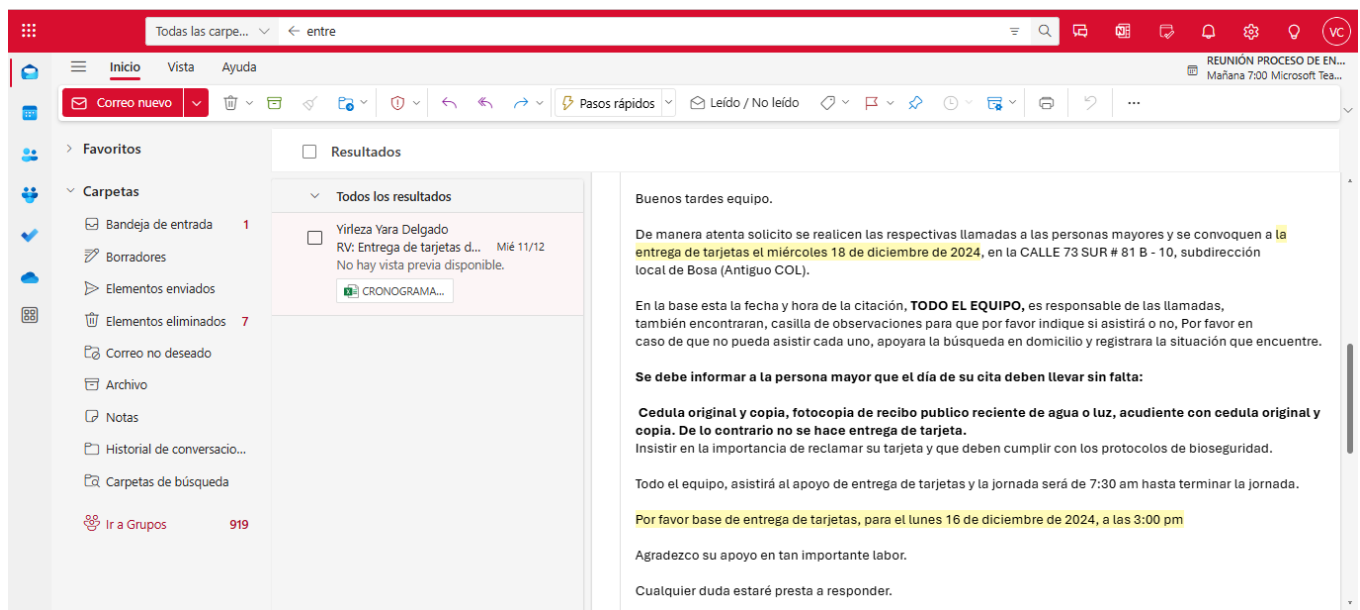 Todas las carpe...
entre
VC
Inicio
Vista
Ayuda
REUNIÓN PROCESO DE EN...
Mañana 7:00 Microsoft Tea...
Correo nuevo
Pasos rápidos
Leído / No leído
Favoritos
Carpetas
Bandeja de entrada 1
Borradores
Elementos enviados
Elementos eliminados 7
Correo no deseado
Archivo
Notas
Historial de conversacio...
Carpetas de búsqueda
Ir a Grupos 919
Resultados
Todos los resultados
Yirleza Yara Delgado
RV: Entrega de tarjetas d... Mié 11/12
No hay vista previa disponible.
CRONOGRAMA...
Buenos tardes equipo.
De manera atenta solicito se realicen las respectivas llamadas a las personas mayores y se convoquen a la
entrega de tarjetas el miércoles 18 de diciembre de 2024, en la CALLE 73 SUR # 81 B - 10, subdirección
local de Bosa (Antiguo COL).
En la base esta la fecha y hora de la citación, TODO EL EQUIPO, es responsable de las llamadas,
también encontraran, casilla de observaciones para que por favor indique si asistirá o no, Por favor en
caso de que no pueda asistir cada uno, apoyara la búsqueda en domicilio y registrara la situación que encuentre.
Se debe informar a la persona mayor que el día de su cita deben llevar sin falta:
Cedula original y copia, fotocopia de recibo publico reciente de agua o luz, acudiente con cedula original y
copia. De lo contrario no se hace entrega de tarjeta.
Insistir en la importancia de reclamar su tarjeta y que deben cumplir con los protocolos de bioseguridad.
Todo el equipo, asistirá al apoyo de entrega de tarjetas y la jornada será de 7:30 am hasta terminar la jornada.
Por favor base de entrega de tarjetas, para el lunes 16 de diciembre de 2024, a las 3:00 pm
Agradezco su apoyo en tan importante labor.
Cualquier duda estaré presta a responder.